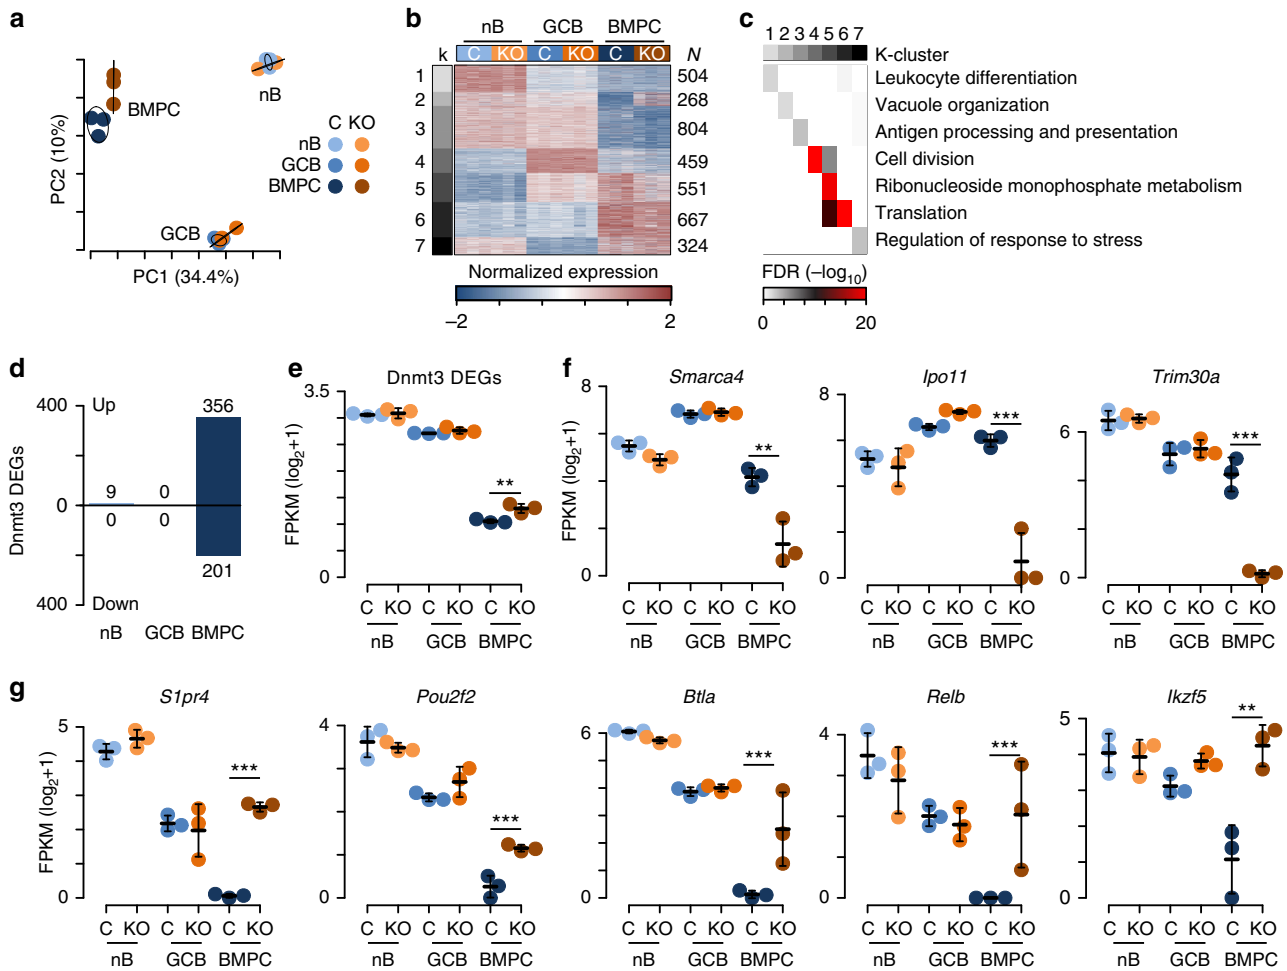 a
PC2 (10%)
PC1 (34.4%)
BMPC
nB
GCB
C KO
nB
GCB
BMPC
b
nB GCB BMPC
k C KO C KO C KO N
1 504
2 268
3 804
4 459
5 551
6 667
7 324
Normalized expression
–2 2
c
1 2 3 4 5 6 7
K-cluster
Leukocyte differentiation
Vacuole organization
Antigen processing and presentation
Cell division
Ribonucleoside monophosphate metabolism
Translation
Regulation of response to stress
FDR (–log10)
0 20
d
Dnmt3 DEGs
400
0
400
Up
Down
9 0 356
0 0 201
nB GCB BMPC
e
Dnmt3 DEGs
FPKM (log2+1)
3.5
0
**
C KO C KO C KO
nB GCB BMPC
f
Smarca4
FPKM (log2+1)
8
0
**
C KO C KO C KO
nB GCB BMPC
Ipo11
8
0
***
C KO C KO C KO
nB GCB BMPC
Trim30a
6
0
***
C KO C KO C KO
nB GCB BMPC
g
S1pr4
FPKM (log2+1)
5
0
***
C KO C KO C KO
nB GCB BMPC
Pou2f2
4
0
***
C KO C KO C KO
nB GCB BMPC
Btla
6
0
***
C KO C KO C KO
nB GCB BMPC
Relb
4
0
***
C KO C KO C KO
nB GCB BMPC
Ikzf5
5
0
**
C KO C KO C KO
nB GCB BMPC